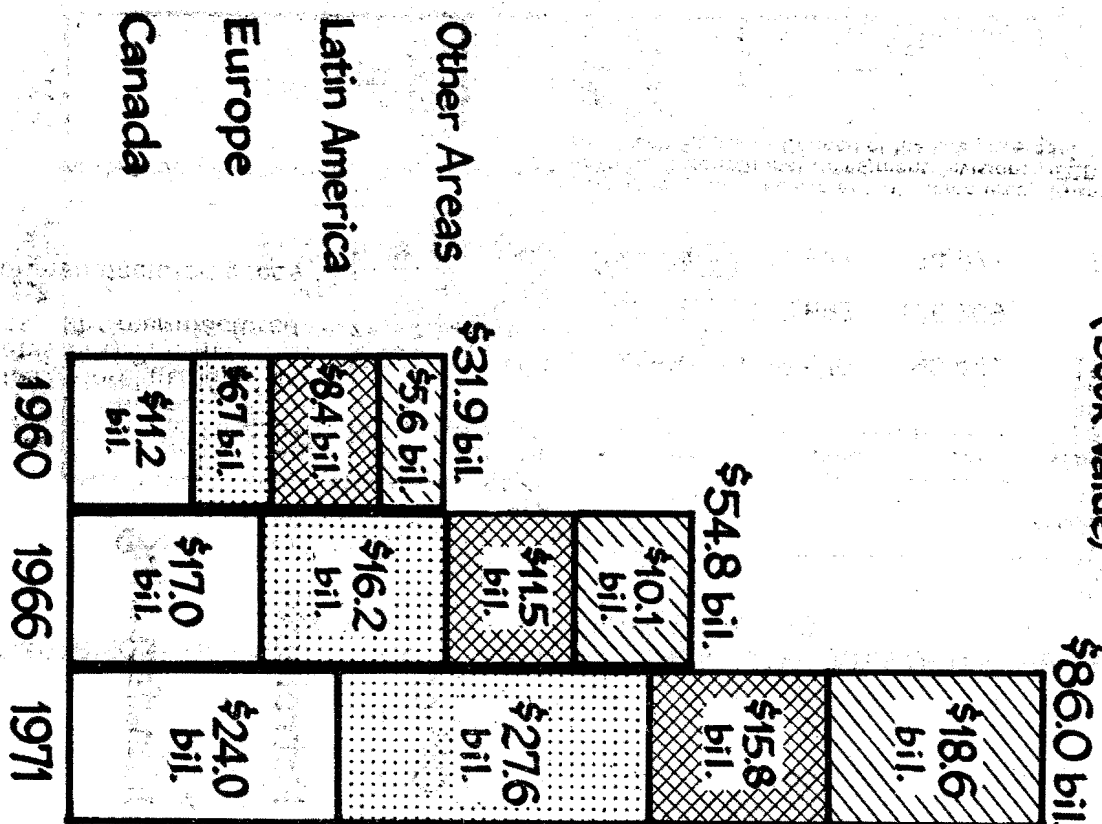 (Book value)
$86.0 bil.
$54.8 bil.
$31.9 bil.
Other Areas
$5.6 bil.
$10.1
bil.
$18.6
bil.
Latin America
$8.4 bil.
$11.5
bil.
$15.8
bil.
Europe
$6.7 bil.
$16.2
bil.
$27.6
bil.
Canada
$11.2
bil.
$17.0
bil.
$24.0
bil.
1960
1966
1971